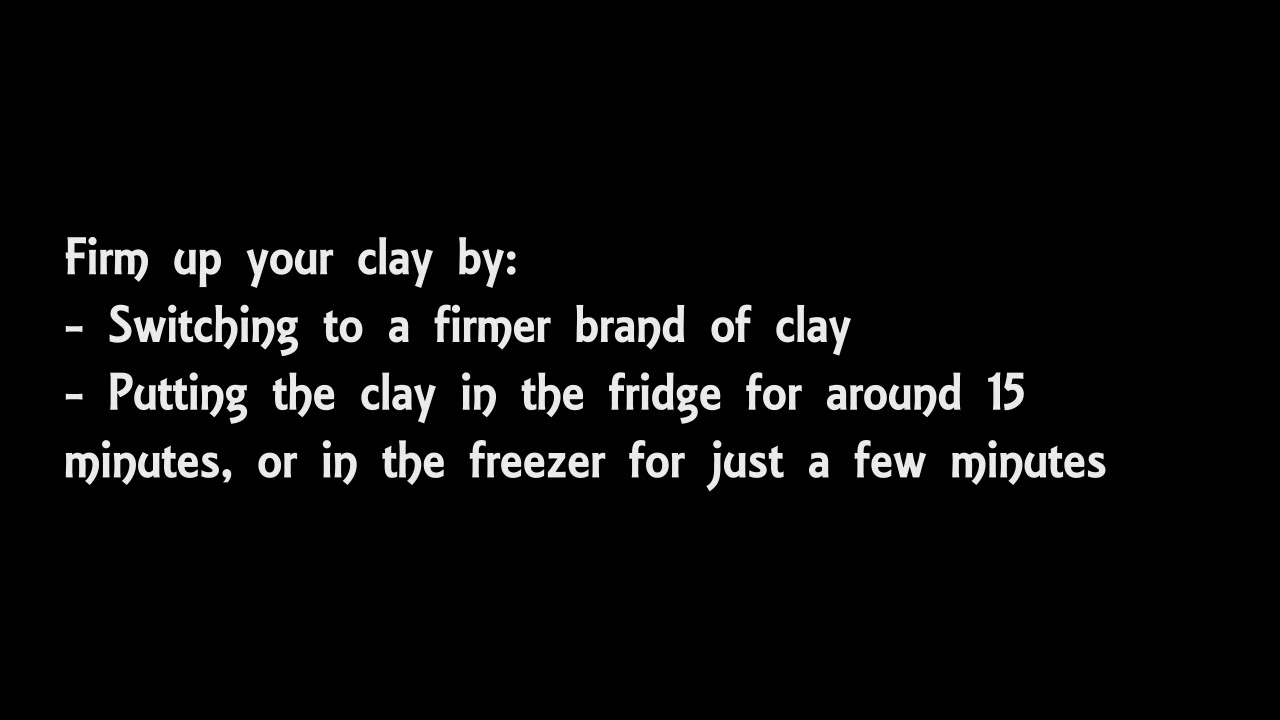 Firm up your clay by:
- Switching to a firmer brand of clay
- Putting the clay in the fridge for around 15
minutes, or in the freezer for just a few minutes